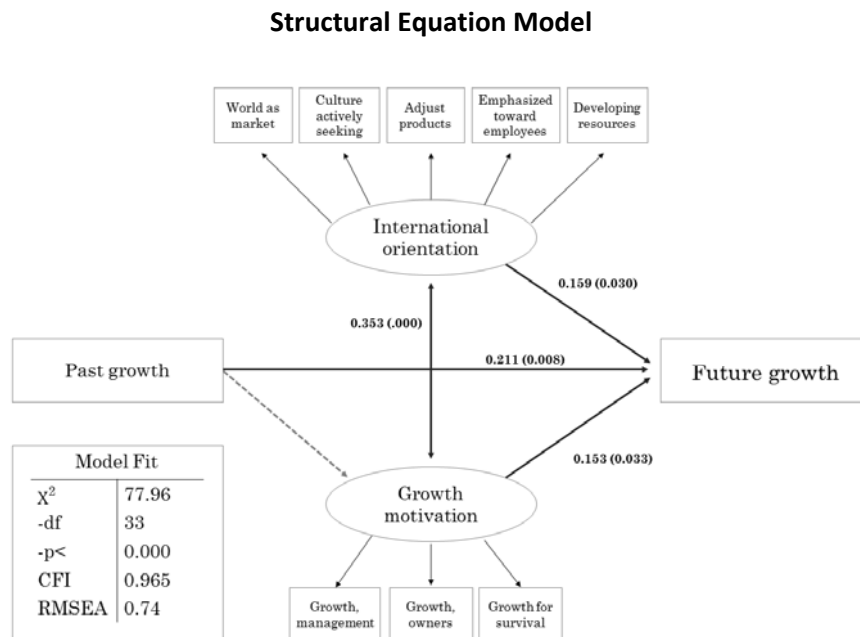 Structural Equation Model
World as
market
Culture
actively
seeking
Adjust
products
Emphasized
toward
employees
Developing
resources
International
orientation
0.159 (0.030)
0.353 (.000)
0.211 (0.008)
Past growth
Future growth
0.153 (0.033)
Model Fit
X² 77.96
-df 33
-p< 0.000
CFI 0.965
RMSEA 0.74
Growth
motivation
Growth,
management
Growth,
owners
Growth for
survival